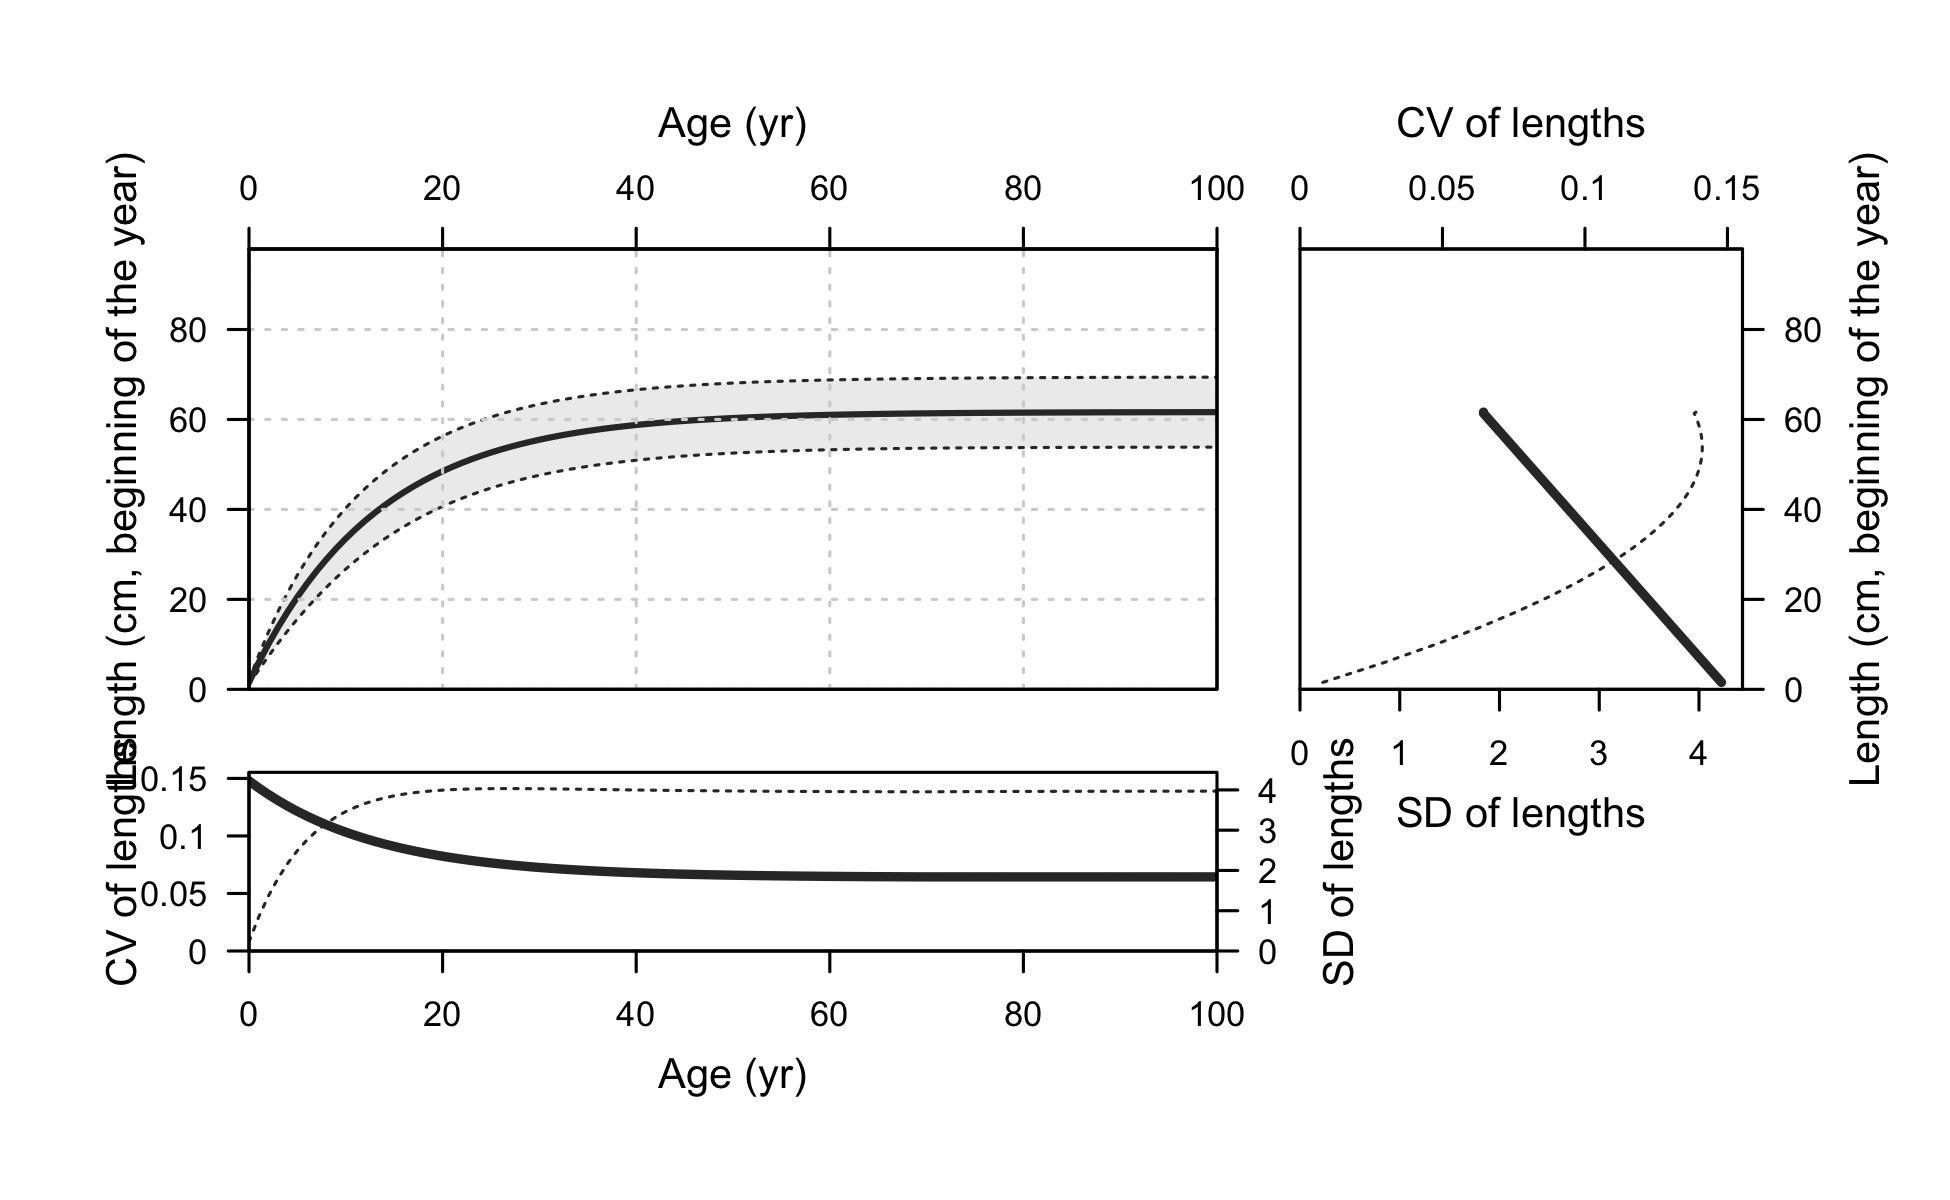 Age (yr)
CV of lengths
0 20 40 60 80 100
0 0.05 0.1 0.15
Length (cm, beginning of the year)
80
60
40
20
0
80
60
40
20
0
Length (cm, beginning of the year)
0 1 2 3 4
SD of lengths
CV of lengths
0.15
0.1
0.05
0
4
3
2
1
0
SD of lengths
0 20 40 60 80 100
Age (yr)